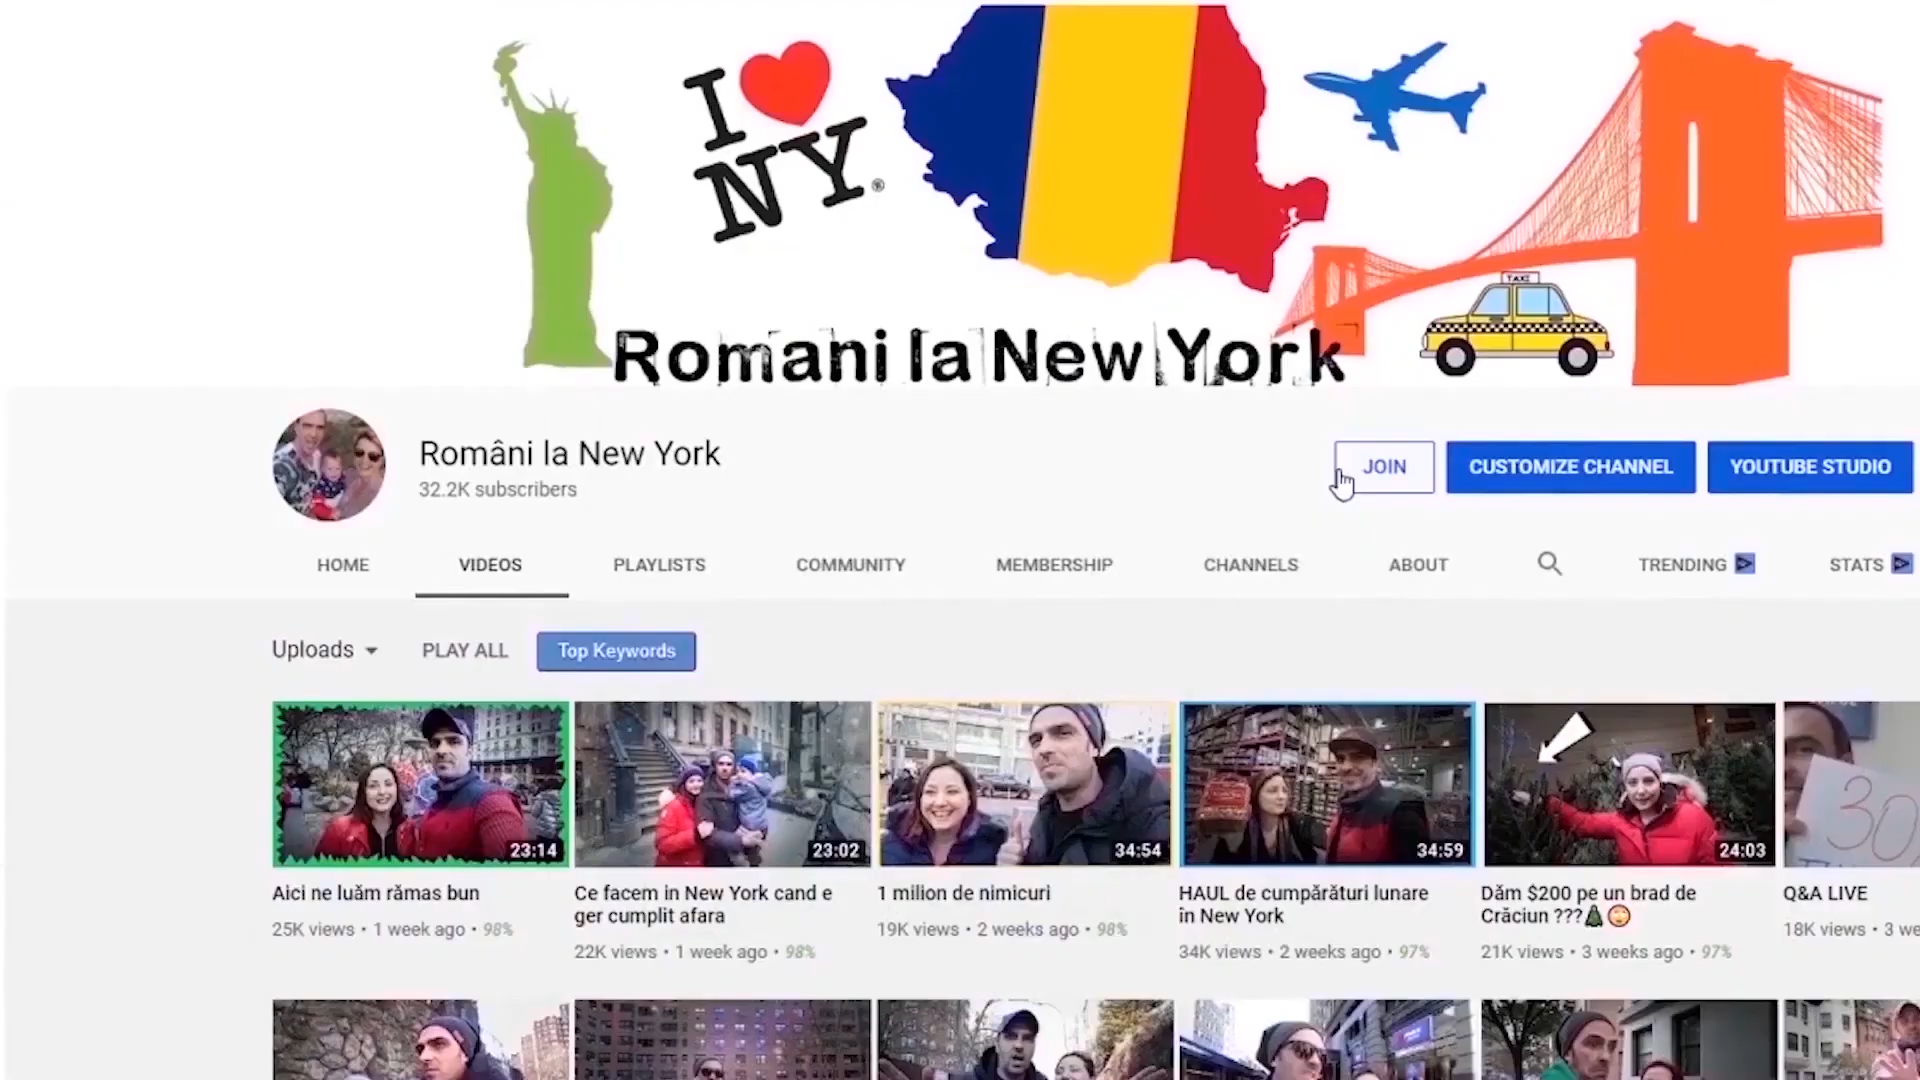 I
NY®
TAXI
Romani la New York
Români la New York
32.2K subscribers
JOIN
CUSTOMIZE CHANNEL
YOUTUBE STUDIO
HOME
VIDEOS
PLAYLISTS
COMMUNITY
MEMBERSHIP
CHANNELS
ABOUT
TRENDING
STATS
Uploads
PLAY ALL
Top Keywords
23:14
23:02
34:54
34:59
24:03
30
Aici ne luăm rămas bun
25K views • 1 week ago • 98%
Ce facem in New York cand e
ger cumplit afara
22K views • 1 week ago • 98%
1 milion de nimicuri
19K views • 2 weeks ago • 98%
HAUL de cumpărături lunare
în New York
34K views • 2 weeks ago • 97%
Dăm $200 pe un brad de
Crăciun ???🎄🙄
21K views • 3 weeks ago • 97%
Q&A LIVE
18K views • 3 we